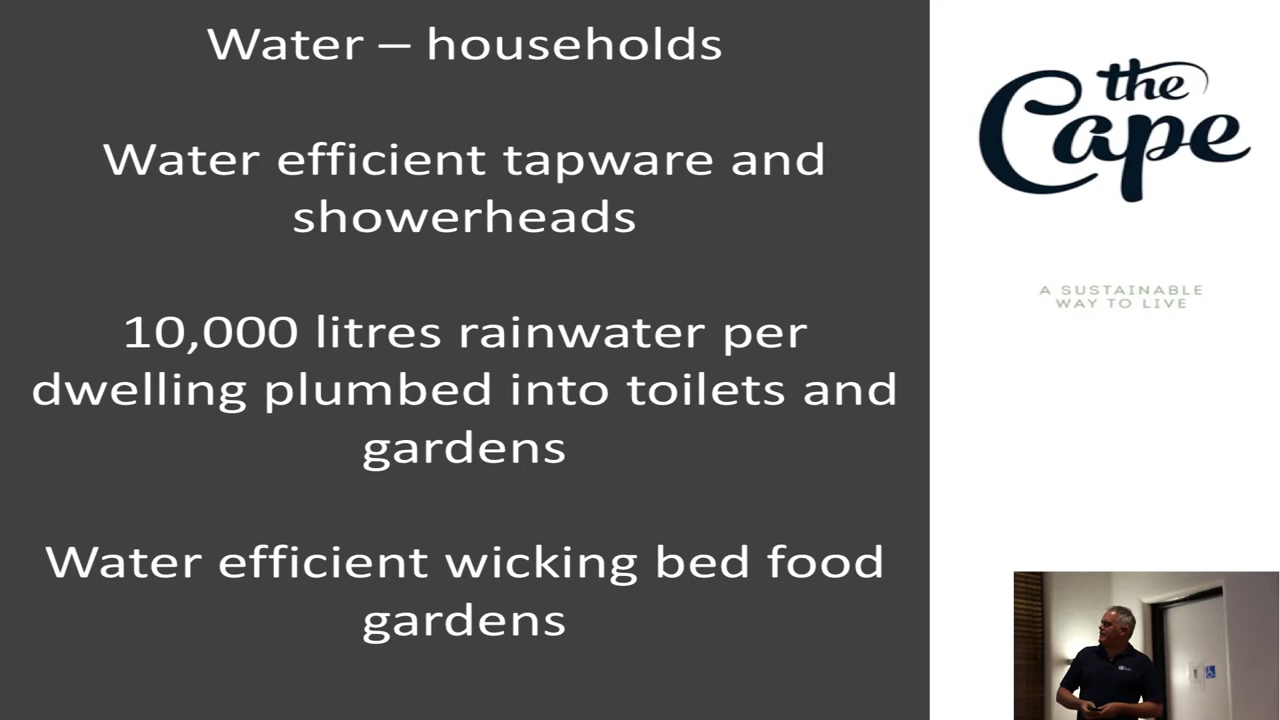 Water – households
Water efficient tapware and
showerheads
10,000 litres rainwater per
dwelling plumbed into toilets and
gardens
Water efficient wicking bed food
gardens
the
Cape
A SUSTAINABLE
WAY TO LIVE